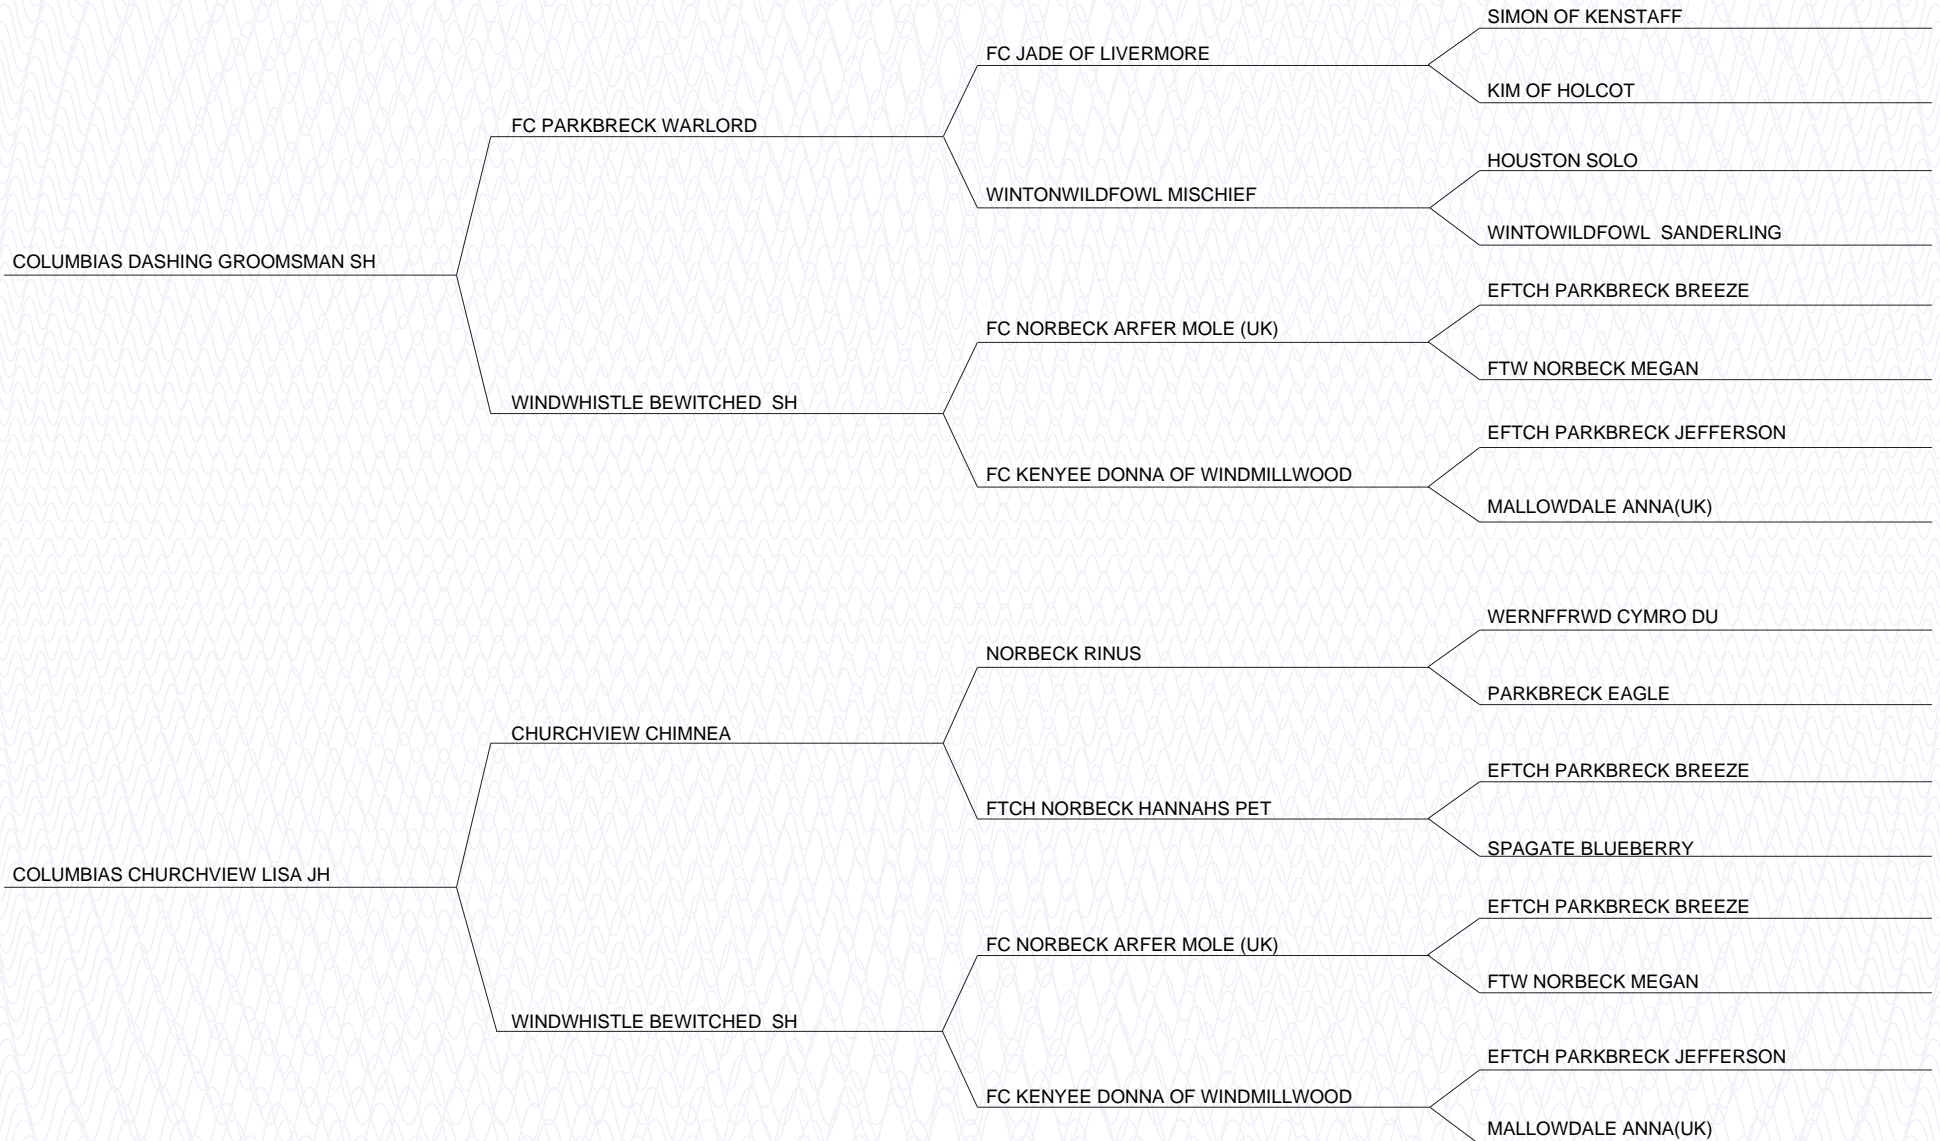 SIMON OF KENSTAFF
FC JADE OF LIVERMORE
KIM OF HOLCOT
FC PARKBRECK WARLORD
HOUSTON SOLO
WINTONWILDFOWL MISCHIEF
WINTOWILDFOWL  SANDERLING
COLUMBIAS DASHING GROOMSMAN SH
EFTCH PARKBRECK BREEZE
FC NORBECK ARFER MOLE (UK)
FTW NORBECK MEGAN
WINDWHISTLE BEWITCHED  SH
EFTCH PARKBRECK JEFFERSON
FC KENYEE DONNA OF WINDMILLWOOD
MALLOWDALE ANNA(UK)
WERNFFRWD CYMRO DU
NORBECK RINUS
PARKBRECK EAGLE
CHURCHVIEW CHIMNEA
EFTCH PARKBRECK BREEZE
FTCH NORBECK HANNAHS PET
SPAGATE BLUEBERRY
COLUMBIAS CHURCHVIEW LISA JH
EFTCH PARKBRECK BREEZE
FC NORBECK ARFER MOLE (UK)
FTW NORBECK MEGAN
WINDWHISTLE BEWITCHED  SH
EFTCH PARKBRECK JEFFERSON
FC KENYEE DONNA OF WINDMILLWOOD
MALLOWDALE ANNA(UK)